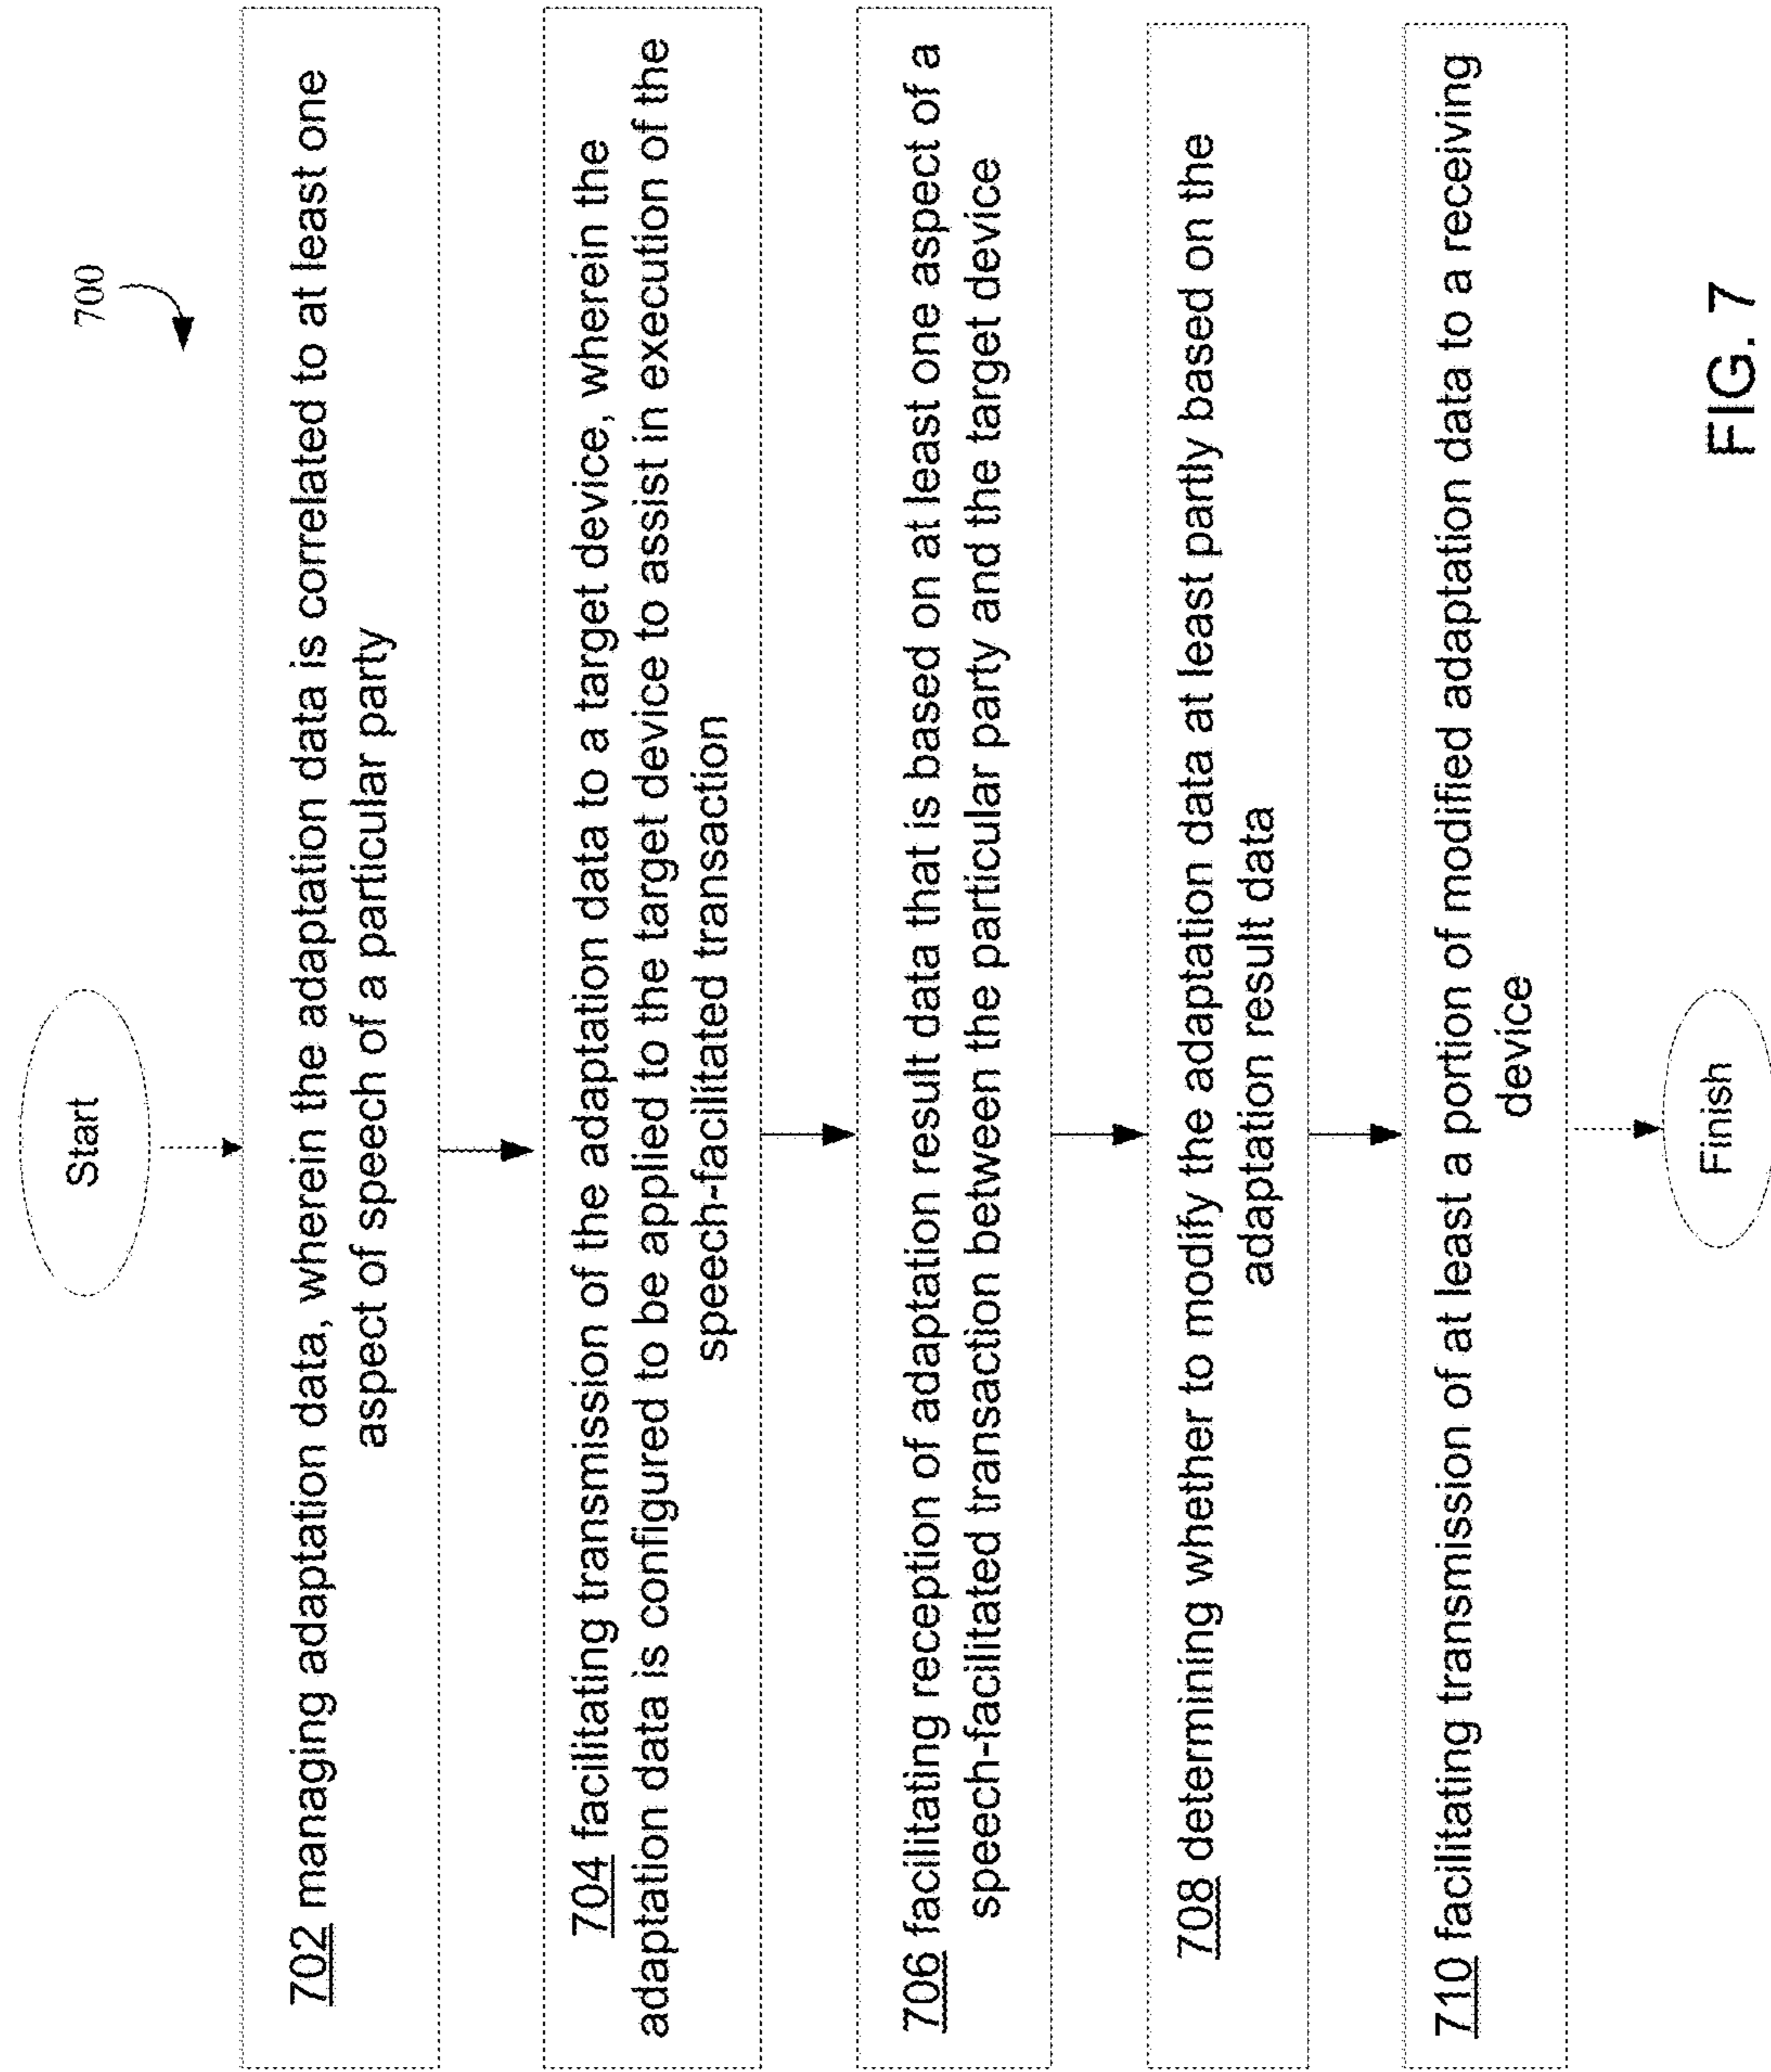 700
Start
702 managing adaptation data, wherein the adaptation data is correlated to at least one
aspect of speech of a particular party
704 facilitating transmission of the adaptation data to a target device, wherein the
adaptation data is configured to be applied to the target device to assist in execution of the
speech-facilitated transaction
706 facilitating reception of adaptation result data that is based on at least one aspect of a
speech-facilitated transaction between the particular party and the target device
708 determining whether to modify the adaptation data at least partly based on the
adaptation result data
710 facilitating transmission of at least a portion of modified adaptation data to a receiving
device
Finish
FIG. 7